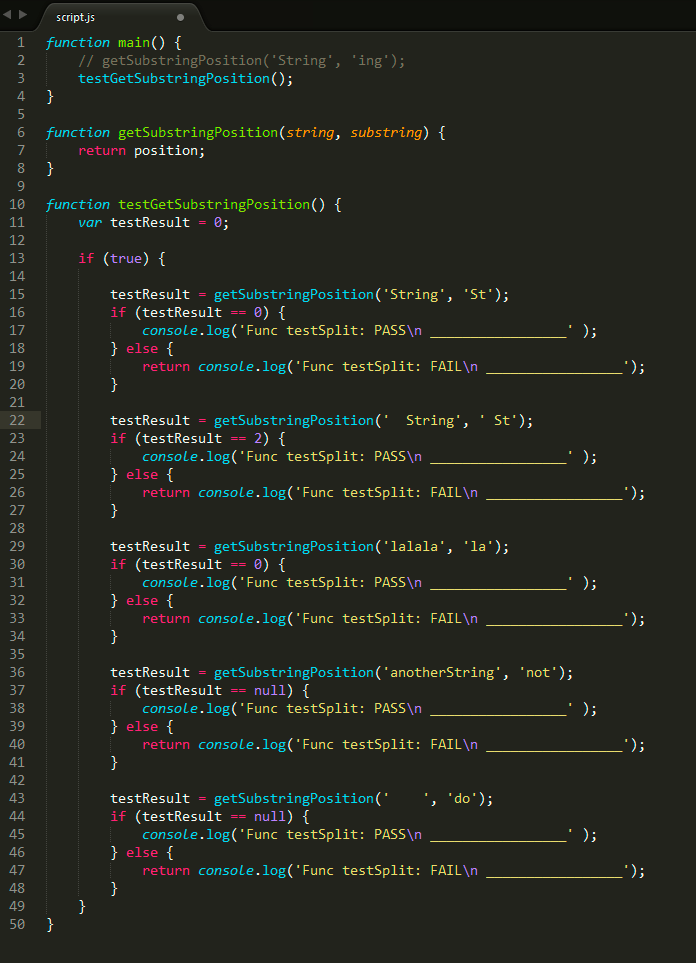 script.js
1 function main() {
2     // getSubstringPosition('String', 'ing');
3     testGetSubstringPosition();
4 }
5
6 function getSubstringPosition(string, substring) {
7     return position;
8 }
9
10 function testGetSubstringPosition() {
11     var testResult = 0;
12
13     if (true) {
14
15         testResult = getSubstringPosition('String', 'St');
16         if (testResult == 0) {
17             console.log('Func testSplit: PASS\n _________________' );
18         } else {
19             return console.log('Func testSplit: FAIL\n _________________');
20         }
21
22         testResult = getSubstringPosition('  String', ' St');
23         if (testResult == 2) {
24             console.log('Func testSplit: PASS\n _________________' );
25         } else {
26             return console.log('Func testSplit: FAIL\n _________________');
27         }
28
29         testResult = getSubstringPosition('lalala', 'la');
30         if (testResult == 0) {
31             console.log('Func testSplit: PASS\n _________________' );
32         } else {
33             return console.log('Func testSplit: FAIL\n _________________');
34         }
35
36         testResult = getSubstringPosition('anotherString', 'not');
37         if (testResult == null) {
38             console.log('Func testSplit: PASS\n _________________' );
39         } else {
40             return console.log('Func testSplit: FAIL\n _________________');
41         }
42
43         testResult = getSubstringPosition('    ', 'do');
44         if (testResult == null) {
45             console.log('Func testSplit: PASS\n _________________' );
46         } else {
47             return console.log('Func testSplit: FAIL\n _________________');
48         }
49     }
50 }